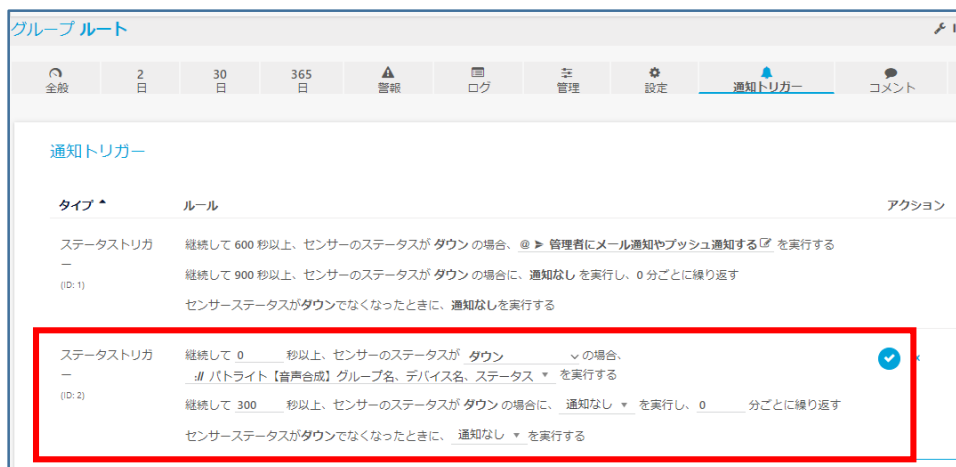 グループ ルート
全般
2 日
30 日
365 日
警報
ログ
管理
設定
通知トリガー
コメント
通知トリガー
タイプ ルール アクション
ステータストリガー (ID: 1)
継続して 600 秒以上、センサーのステータスが ダウン の場合、 @ 管理者にメール通知やプッシュ通知する を実行する
継続して 900 秒以上、センサーのステータスが ダウン の場合に、通知なし を実行し、0 分ごとに繰り返す
センサーステータスがダウンでなくなったときに、通知なしを実行する
ステータストリガー (ID: 2)
継続して 0 秒以上、センサーのステータスが ダウン の場合、
:// パトライト【音声合成】グループ名、デバイス名、ステータス を実行する
継続して 300 秒以上、センサーのステータスが ダウン の場合に、 通知なし を実行し、 0 分ごとに繰り返す
センサーステータスがダウンでなくなったときに、 通知なし を実行する